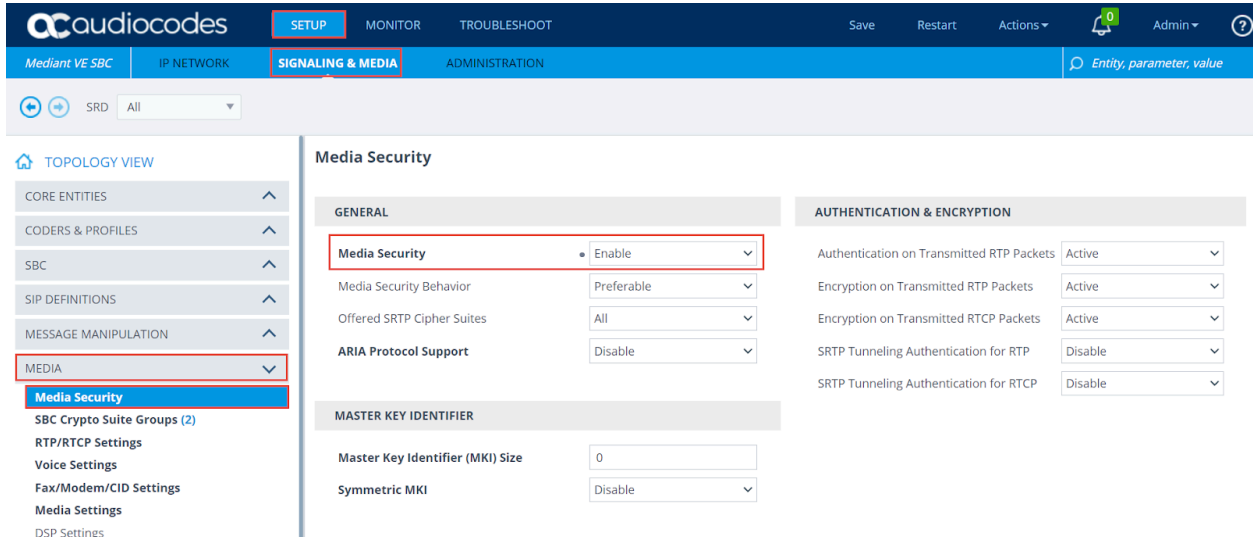 audiocodes SETUP MONITOR TROUBLESHOOT Save Restart Actions 0 Admin ?
Mediant VE SBC IP NETWORK SIGNALING & MEDIA ADMINISTRATION Entity, parameter, value
SRD All
TOPOLOGY VIEW
CORE ENTITIES
CODERS & PROFILES
SBC
SIP DEFINITIONS
MESSAGE MANIPULATION
MEDIA
Media Security
SBC Crypto Suite Groups (2)
RTP/RTCP Settings
Voice Settings
Fax/Modem/CID Settings
Media Settings
DSP Settings
Media Security
GENERAL
Media Security Enable
Media Security Behavior Preferable
Offered SRTP Cipher Suites All
ARIA Protocol Support Disable
MASTER KEY IDENTIFIER
Master Key Identifier (MKI) Size 0
Symmetric MKI Disable
AUTHENTICATION & ENCRYPTION
Authentication on Transmitted RTP Packets Active
Encryption on Transmitted RTP Packets Active
Encryption on Transmitted RTCP Packets Active
SRTP Tunneling Authentication for RTP Disable
SRTP Tunneling Authentication for RTCP Disable